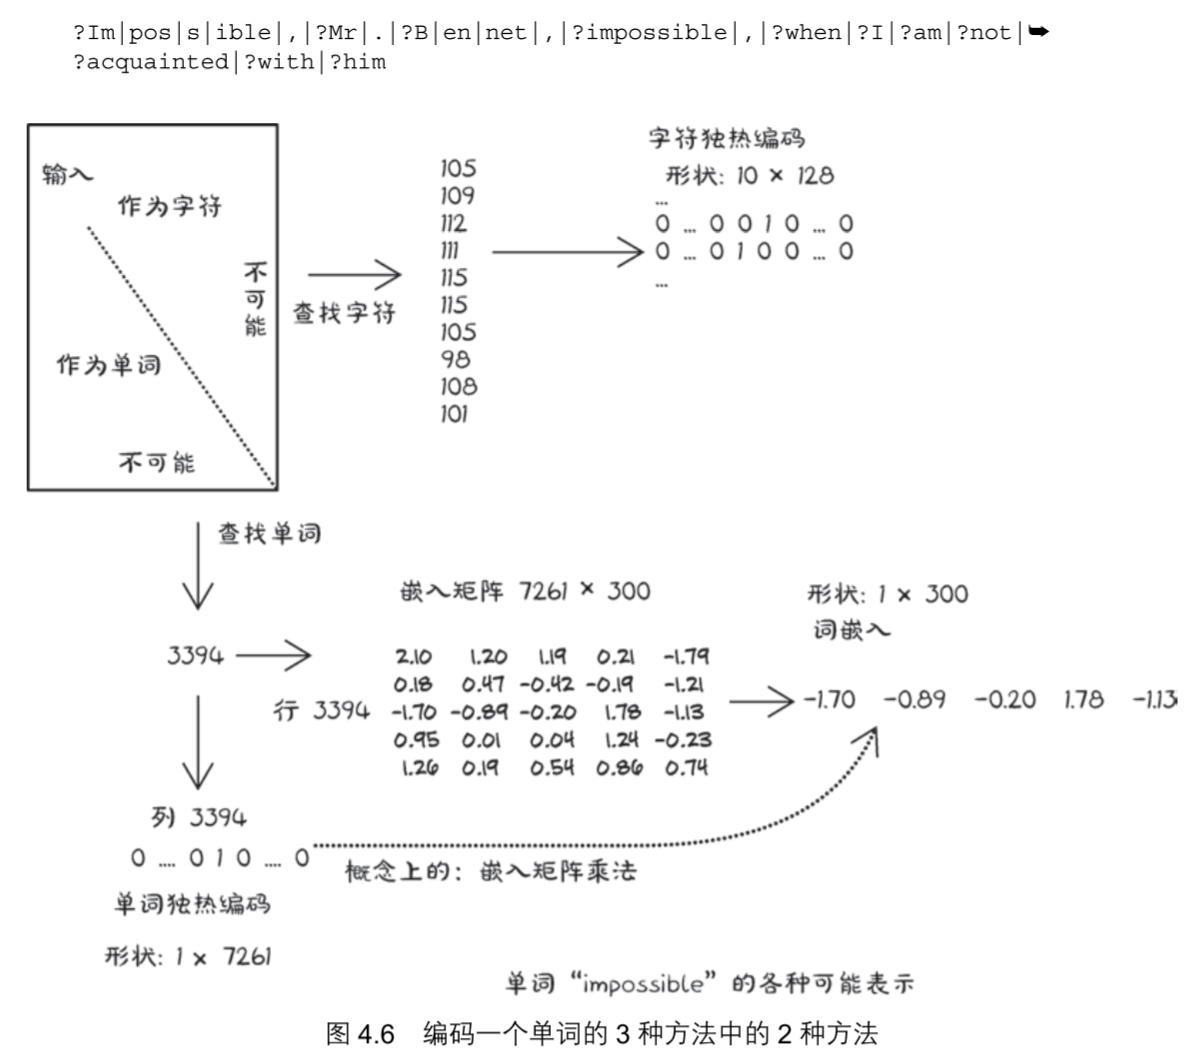 ?Im|pos|s|ible|,|?Mr|.|?B|en|net|,|?impossible|,|?when|?I|?am|?not|➥
?acquainted|?with|?him
输入
作为字符
不可能
作为单词
不可能
查找字符
105
109
112
111
115
115
105
98
108
101
字符独热编码
形状: 10 × 128
...
0 ... 0 0 1 0 ... 0
0 ... 0 1 0 0 ... 0
...
查找单词
3394
嵌入矩阵 7261 × 300
2.10 1.20 1.19 0.21 -1.79
0.18 0.47 -0.42 -0.19 -1.21
行 3394 -1.70 -0.89 -0.20 1.78 -1.13
0.95 0.01 0.04 1.24 -0.23
1.26 0.19 0.54 0.86 0.74
形状: 1 × 300
词嵌入
-1.70 -0.89 -0.20 1.78 -1.13
列 3394
0 .... 0 1 0 .... 0
概念上的: 嵌入矩阵乘法
单词独热编码
形状: 1 × 7261
单词“impossible”的各种可能表示
图 4.6 编码一个单词的 3 种方法中的 2 种方法